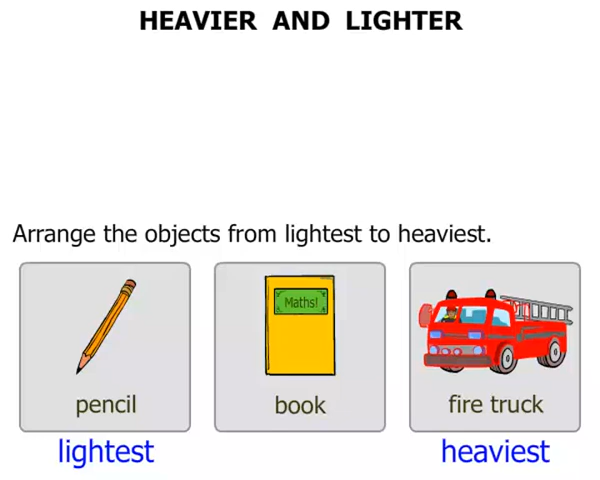 HEAVIER AND LIGHTER
Arrange the objects from lightest to heaviest.
Maths!
pencil book fire truck
lightest heaviest